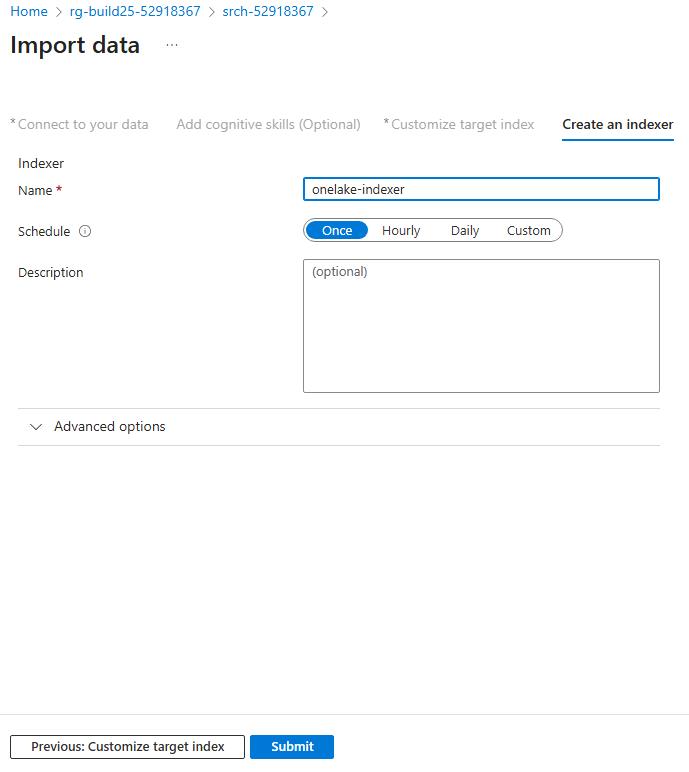 Home > rg-build25-52918367 > srch-52918367 >
Import data ...
* Connect to your data Add cognitive skills (Optional) * Customize target index Create an indexer
Indexer
Name * onelake-indexer
Schedule Once Hourly Daily Custom
Description (optional)
Advanced options
Previous: Customize target index Submit